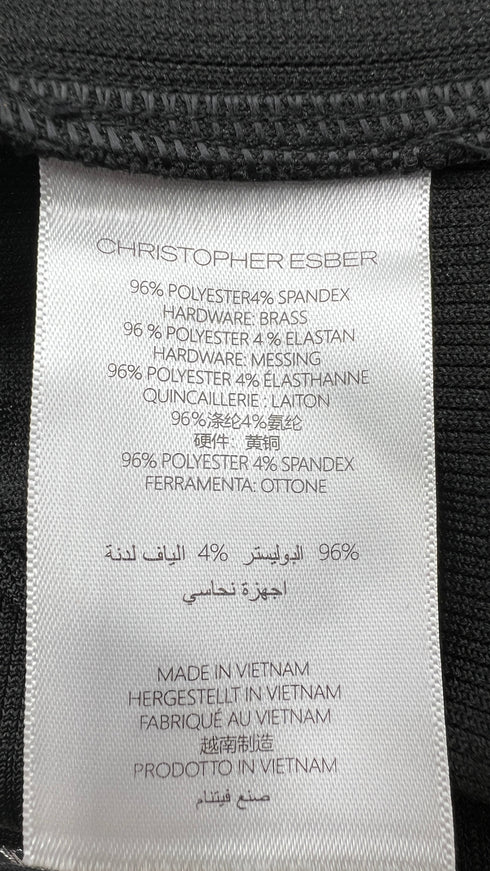 CHRISTOPHER ESBER
96% POLYESTER4% SPANDEX
HARDWARE: BRASS
96 % POLYESTER 4 % ELASTAN
HARDWARE: MESSING
96% POLYESTER 4% ÉLASTHANNE
QUINCAILLERIE : LAITON
96%涤纶4%氨纶
硬件：黄铜
96% POLYESTER 4% SPANDEX
FERRAMENTA: OTTONE
96% البوليستر 4% الياف لدنة
اجهزة نحاسي
MADE IN VIETNAM
HERGESTELLT IN VIETNAM
FABRIQUÉ AU VIETNAM
越南制造
PRODOTTO IN VIETNAM
صنع فيتنام